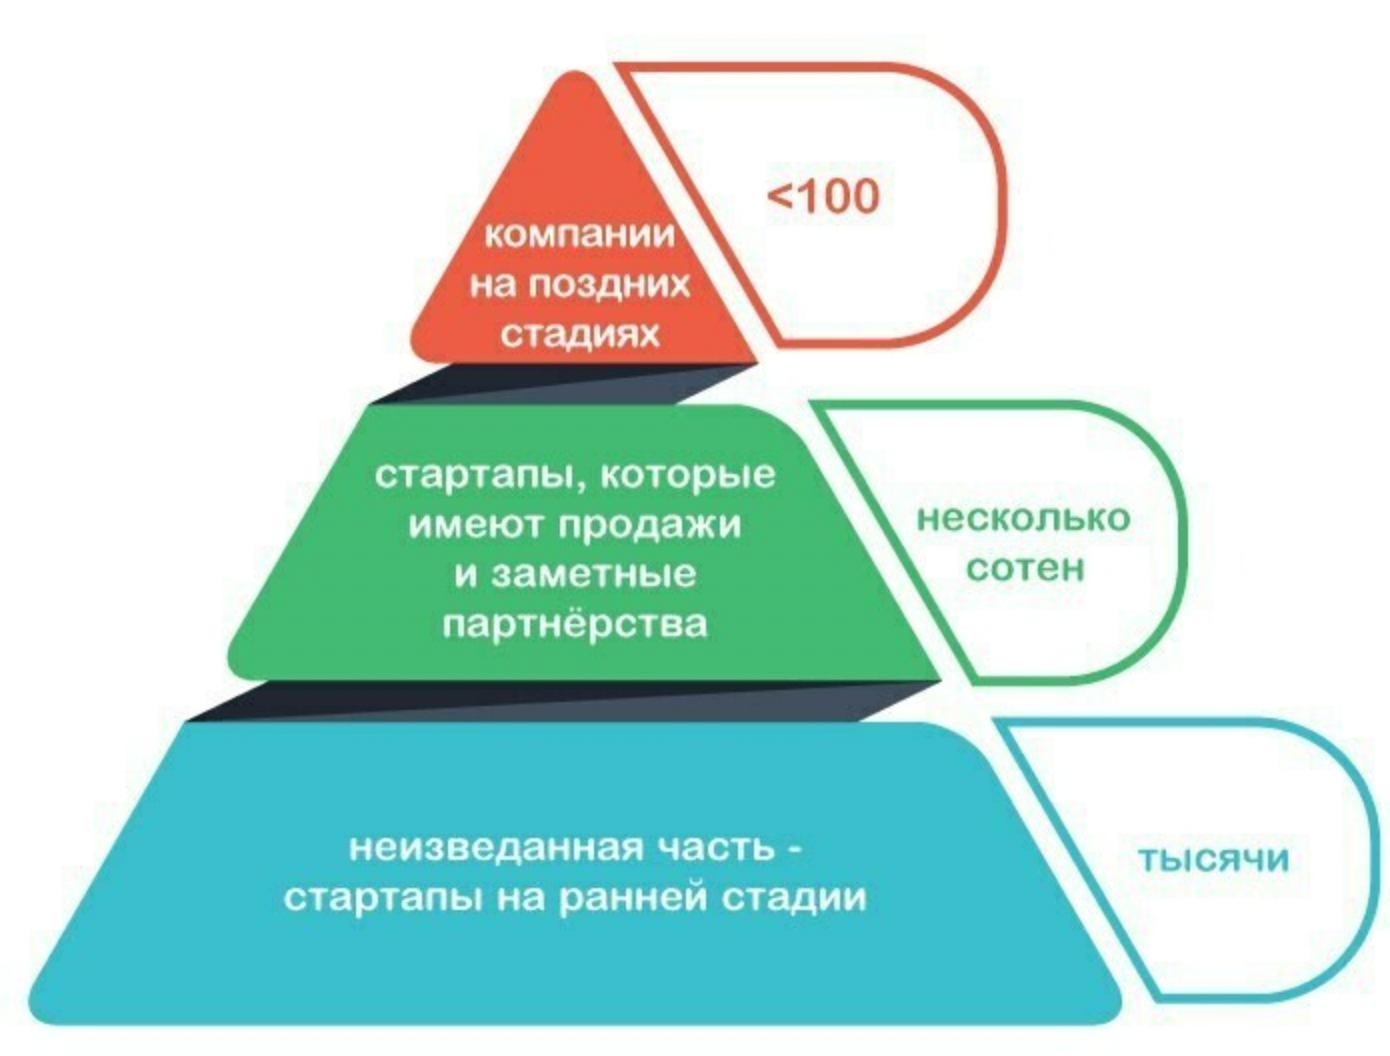 компании
на поздних
стадиях
<100
стартапы, которые
имеют продажи
и заметные
партнёрства
несколько
сотен
неизведанная часть -
стартапы на ранней стадии
тысячи